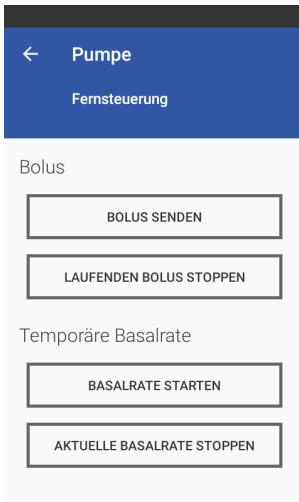 Pumpe
Fernsteuerung
Bolus
BOLUS SENDEN
LAUFENDEN BOLUS STOPPEN
Temporäre Basalrate
BASALRATE STARTEN
AKTUELLE BASALRATE STOPPEN